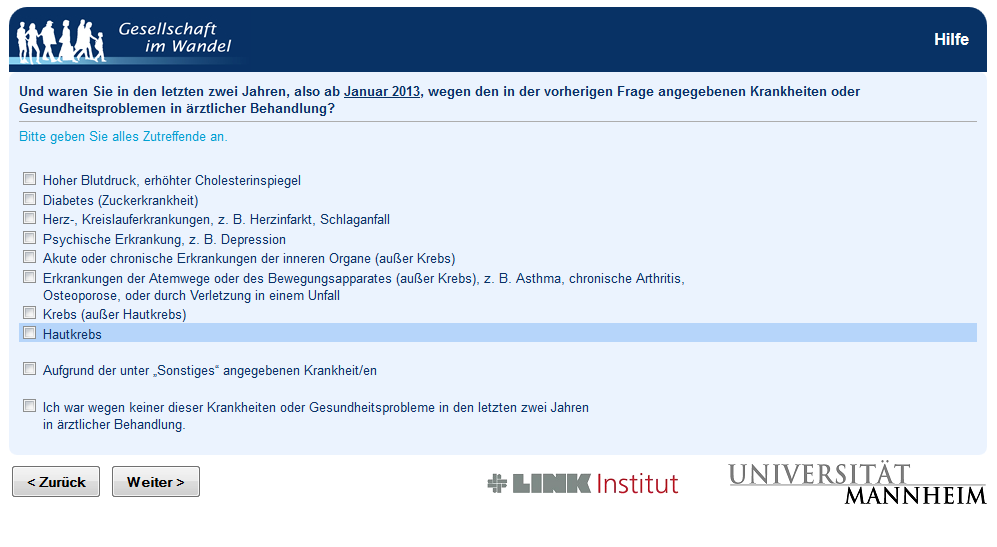 Gesellschaft
im Wandel
Hilfe
Und waren Sie in den letzten zwei Jahren, also ab Januar 2013, wegen den in der vorherigen Frage angegebenen Krankheiten oder
Gesundheitsproblemen in ärztlicher Behandlung?
Bitte geben Sie alles Zutreffende an.
Hoher Blutdruck, erhöhter Cholesterinspiegel
Diabetes (Zuckerkrankheit)
Herz-, Kreislauferkrankungen, z. B. Herzinfarkt, Schlaganfall
Psychische Erkrankung, z. B. Depression
Akute oder chronische Erkrankungen der inneren Organe (außer Krebs)
Erkrankungen der Atemwege oder des Bewegungsapparates (außer Krebs), z. B. Asthma, chronische Arthritis,
Osteoporose, oder durch Verletzung in einem Unfall
Krebs (außer Hautkrebs)
Hautkrebs
Aufgrund der unter „Sonstiges“ angegebenen Krankheit/en
Ich war wegen keiner dieser Krankheiten oder Gesundheitsprobleme in den letzten zwei Jahren
in ärztlicher Behandlung.
< Zurück
Weiter >
LINK Institut
UNIVERSITÄT
MANNHEIM